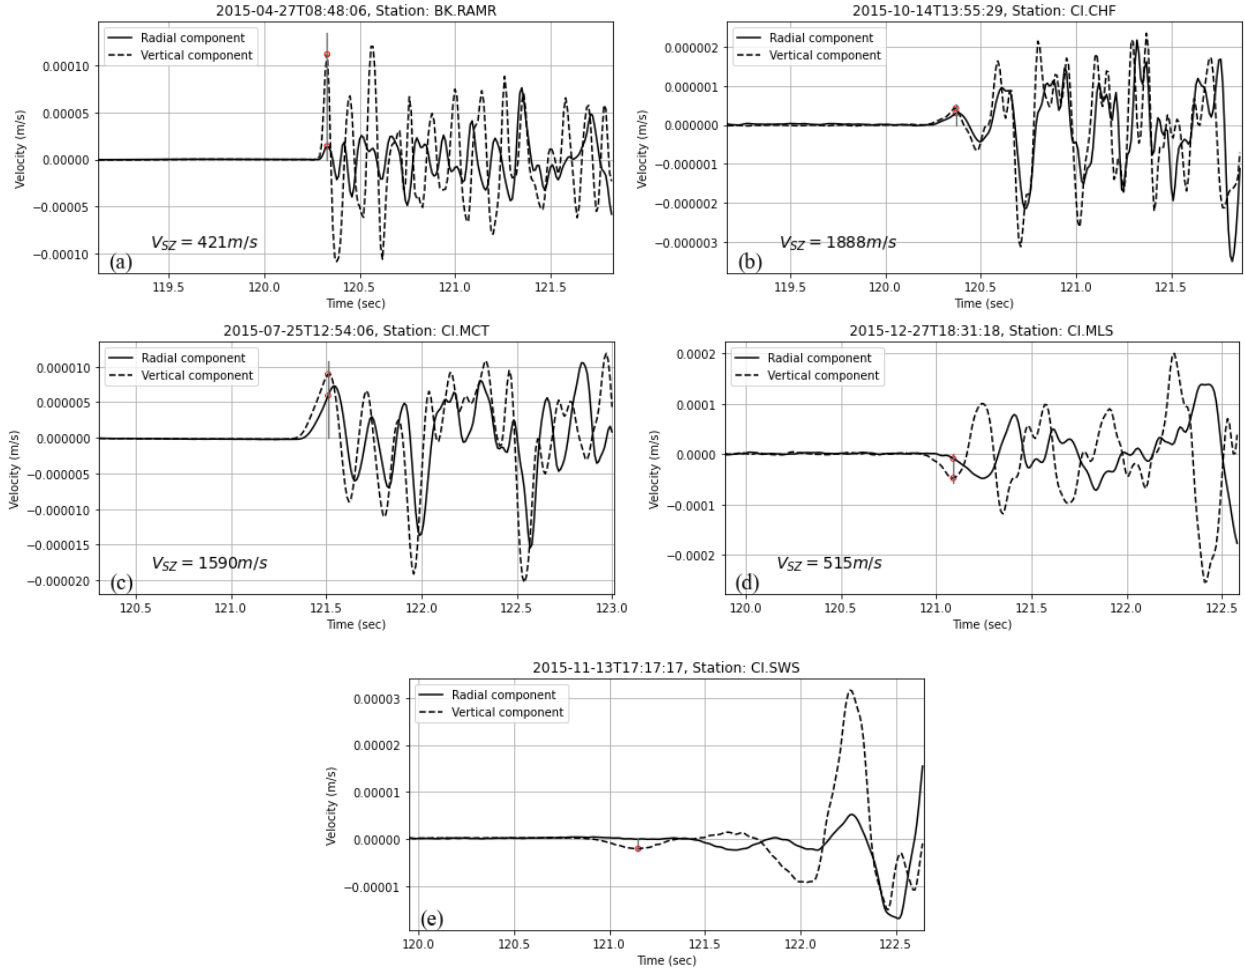 2015-04-27T08:48:06, Station: BK.RAMR
Radial component
Vertical component
0.00010
0.00005
0.00000
−0.00005
−0.00010
Velocity (m/s)
V_SZ = 421m/s
(a)
119.5 120.0 120.5 121.0 121.5
Time (sec)
2015-10-14T13:55:29, Station: CI.CHF
Radial component
Vertical component
0.000002
0.000001
0.000000
−0.000001
−0.000002
−0.000003
Velocity (m/s)
V_SZ = 1888m/s
(b)
119.5 120.0 120.5 121.0 121.5
Time (sec)
2015-07-25T12:54:06, Station: CI.MCT
Radial component
Vertical component
0.000010
0.000005
0.000000
−0.000005
−0.000010
−0.000015
−0.000020
Velocity (m/s)
V_SZ = 1590m/s
(c)
120.5 121.0 121.5 122.0 122.5 123.0
Time (sec)
2015-12-27T18:31:18, Station: CI.MLS
Radial component
Vertical component
0.0002
0.0001
0.0000
−0.0001
−0.0002
Velocity (m/s)
V_SZ = 515m/s
(d)
120.0 120.5 121.0 121.5 122.0 122.5
Time (sec)
2015-11-13T17:17:17, Station: CI.SWS
Radial component
Vertical component
0.00003
0.00002
0.00001
0.00000
−0.00001
Velocity (m/s)
(e)
120.0 120.5 121.0 121.5 122.0 122.5
Time (sec)